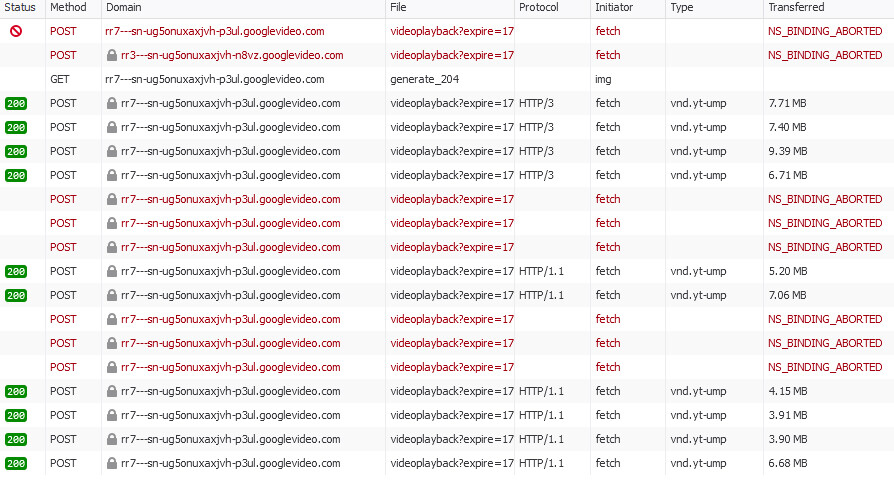 Status Method Domain File Protocol Initiator Type Transferred
POST rr7---sn-ug5onuxaxjvh-p3ul.googlevideo.com videoplayback?expire=17 fetch NS_BINDING_ABORTED
POST rr3---sn-ug5onuxaxjvh-n8vz.googlevideo.com videoplayback?expire=17 fetch NS_BINDING_ABORTED
GET rr7---sn-ug5onuxaxjvh-p3ul.googlevideo.com generate_204 img
200 POST rr7---sn-ug5onuxaxjvh-p3ul.googlevideo.com videoplayback?expire=17 HTTP/3 fetch vnd.yt-ump 7.71 MB
200 POST rr7---sn-ug5onuxaxjvh-p3ul.googlevideo.com videoplayback?expire=17 HTTP/3 fetch vnd.yt-ump 7.40 MB
200 POST rr7---sn-ug5onuxaxjvh-p3ul.googlevideo.com videoplayback?expire=17 HTTP/3 fetch vnd.yt-ump 9.39 MB
200 POST rr7---sn-ug5onuxaxjvh-p3ul.googlevideo.com videoplayback?expire=17 HTTP/3 fetch vnd.yt-ump 6.71 MB
POST rr7---sn-ug5onuxaxjvh-p3ul.googlevideo.com videoplayback?expire=17 fetch NS_BINDING_ABORTED
POST rr7---sn-ug5onuxaxjvh-p3ul.googlevideo.com videoplayback?expire=17 fetch NS_BINDING_ABORTED
POST rr7---sn-ug5onuxaxjvh-p3ul.googlevideo.com videoplayback?expire=17 fetch NS_BINDING_ABORTED
200 POST rr7---sn-ug5onuxaxjvh-p3ul.googlevideo.com videoplayback?expire=17 HTTP/1.1 fetch vnd.yt-ump 5.20 MB
200 POST rr7---sn-ug5onuxaxjvh-p3ul.googlevideo.com videoplayback?expire=17 HTTP/1.1 fetch vnd.yt-ump 7.06 MB
POST rr7---sn-ug5onuxaxjvh-p3ul.googlevideo.com videoplayback?expire=17 fetch NS_BINDING_ABORTED
POST rr7---sn-ug5onuxaxjvh-p3ul.googlevideo.com videoplayback?expire=17 fetch NS_BINDING_ABORTED
POST rr7---sn-ug5onuxaxjvh-p3ul.googlevideo.com videoplayback?expire=17 fetch NS_BINDING_ABORTED
200 POST rr7---sn-ug5onuxaxjvh-p3ul.googlevideo.com videoplayback?expire=17 HTTP/1.1 fetch vnd.yt-ump 4.15 MB
200 POST rr7---sn-ug5onuxaxjvh-p3ul.googlevideo.com videoplayback?expire=17 HTTP/1.1 fetch vnd.yt-ump 3.91 MB
200 POST rr7---sn-ug5onuxaxjvh-p3ul.googlevideo.com videoplayback?expire=17 HTTP/1.1 fetch vnd.yt-ump 3.90 MB
200 POST rr7---sn-ug5onuxaxjvh-p3ul.googlevideo.com videoplayback?expire=17 HTTP/1.1 fetch vnd.yt-ump 6.68 MB